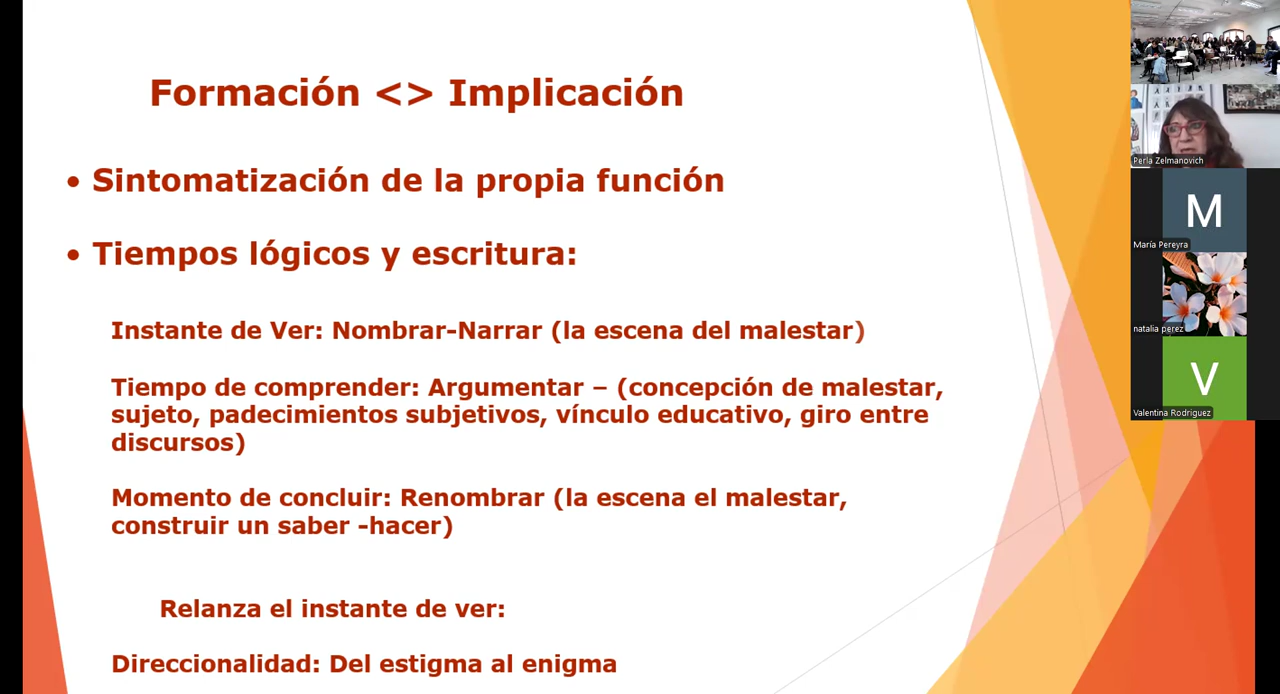 Formación <> Implicación
• Sintomatización de la propia función
• Tiempos lógicos y escritura:
Instante de Ver: Nombrar-Narrar (la escena del malestar)
Tiempo de comprender: Argumentar – (concepción de malestar,
sujeto, padecimientos subjetivos, vínculo educativo, giro entre
discursos)
Momento de concluir: Renombrar (la escena el malestar,
construir un saber -hacer)
Relanza el instante de ver:
Direccionalidad: Del estigma al enigma
Perla Zelmanovich
M
María Pereyra
natalia perez
V
Valentina Rodriguez